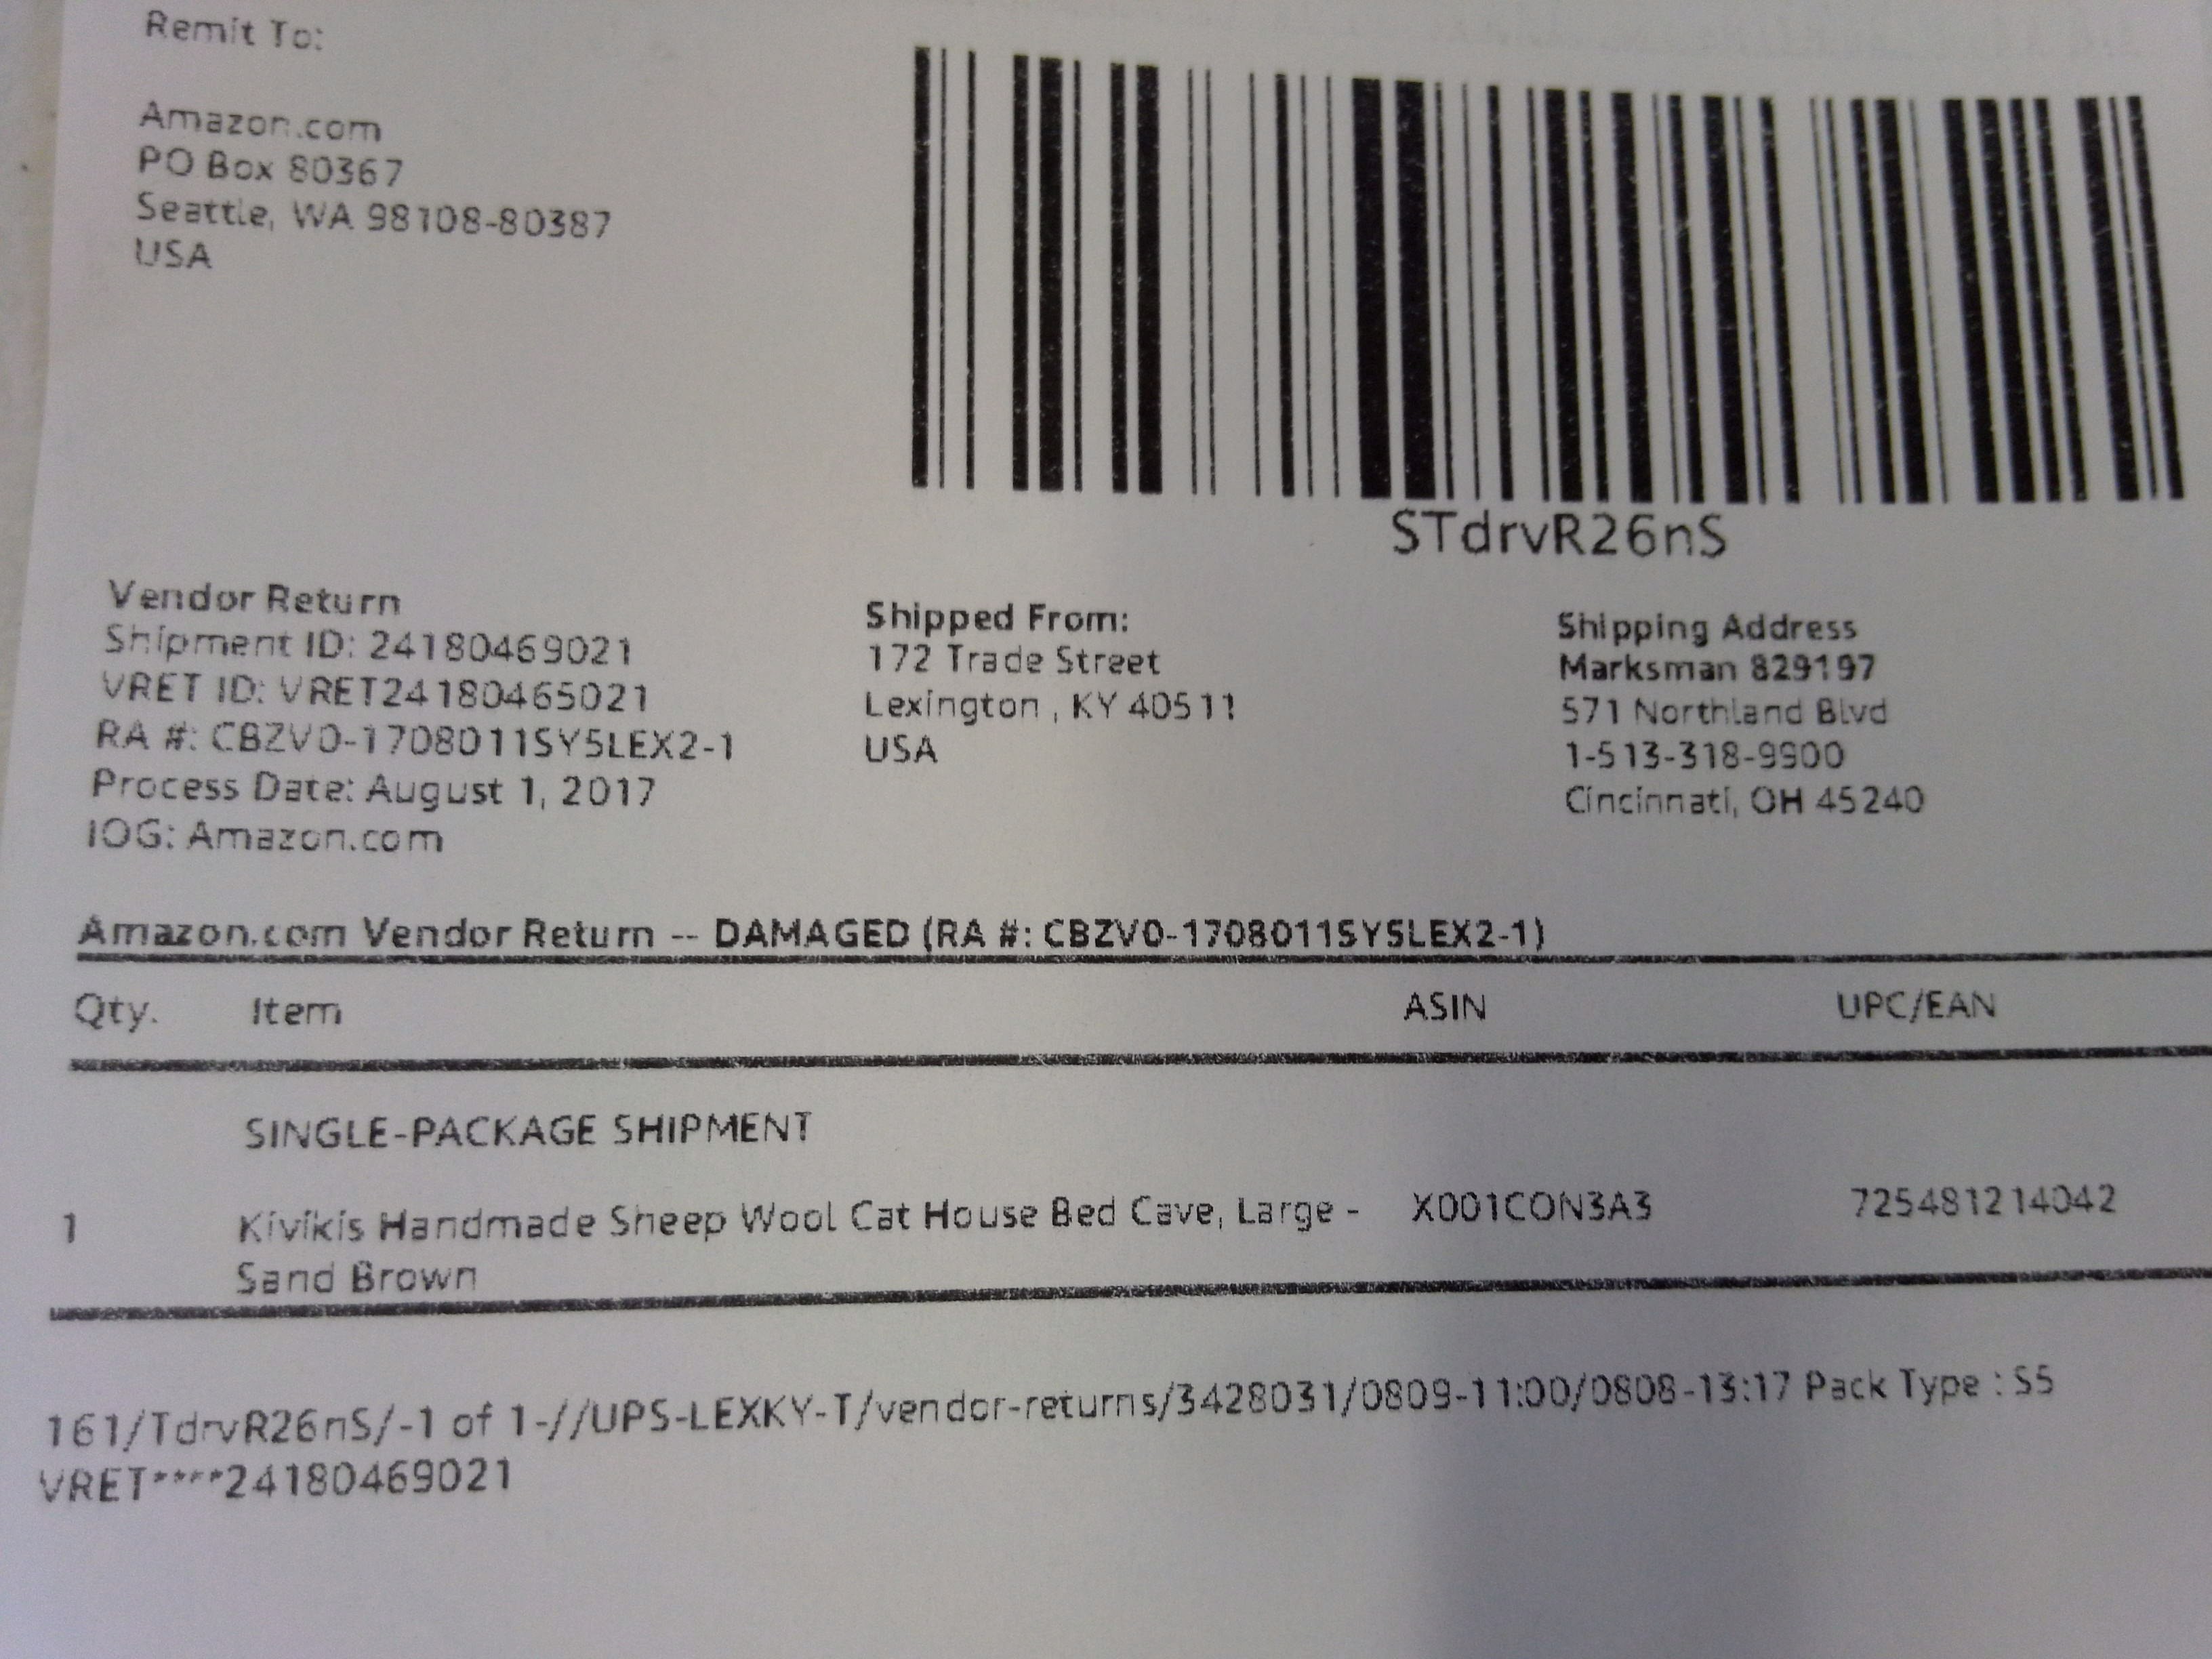 Remit To:
Amazon.com
PO Box 80367
Seattle, WA 98108-80387
USA
STdrvR26nS
Vendor Return
Shipment ID: 24180469021
VRET ID: VRET24180465021
RA #: CBZV0-1708011SY5LEX2-1
Process Date: August 1, 2017
IOG: Amazon.com
Shipped From:
172 Trade Street
Lexington , KY 40511
USA
Shipping Address
Marksman 829197
571 Northland Blvd
1-513-318-9900
Cincinnati, OH 45240
Amazon.com Vendor Return -- DAMAGED (RA #: CBZV0-1708011SY5LEX2-1)
Qty. Item ASIN UPC/EAN
SINGLE-PACKAGE SHIPMENT
1 Kivikis Handmade Sheep Wool Cat House Bed Cave, Large - X001CON3A3 725481214042
Sand Brown
161/TdrvR26nS/-1 of 1-//UPS-LEXKY-T/vendor-returns/3428031/0809-11:00/0808-13:17 Pack Type : S5
VRET****24180469021